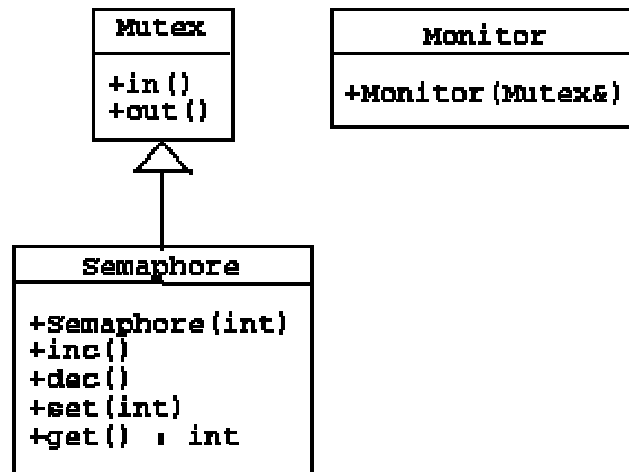 Mutex
+in()
+out()
Monitor
+Monitor(Mutex&)
Semaphore
+Semaphore(int)
+inc()
+dec()
+set(int)
+get() : int